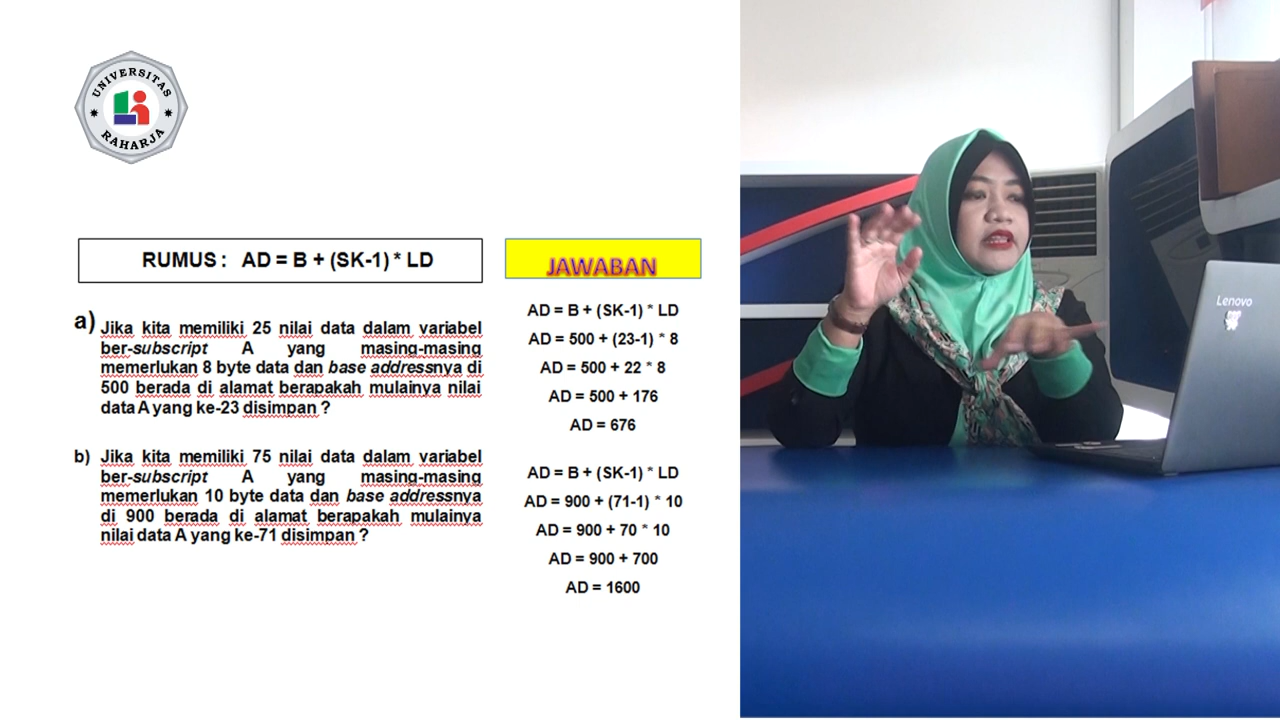 UNIVERSITAS
RAHARJA
RUMUS : AD = B + (SK-1) * LD
JAWABAN
a) Jika kita memiliki 25 nilai data dalam variabel
ber-subscript A yang masing-masing
memerlukan 8 byte data dan base addressnya di
500 berada di alamat berapakah mulainya nilai
data A yang ke-23 disimpan ?
b) Jika kita memiliki 75 nilai data dalam variabel
ber-subscript A yang masing-masing
memerlukan 10 byte data dan base addressnya
di 900 berada di alamat berapakah mulainya
nilai data A yang ke-71 disimpan ?
AD = B + (SK-1) * LD
AD = 500 + (23-1) * 8
AD = 500 + 22 * 8
AD = 500 + 176
AD = 676
AD = B + (SK-1) * LD
AD = 900 + (71-1) * 10
AD = 900 + 70 * 10
AD = 900 + 700
AD = 1600
Lenovo